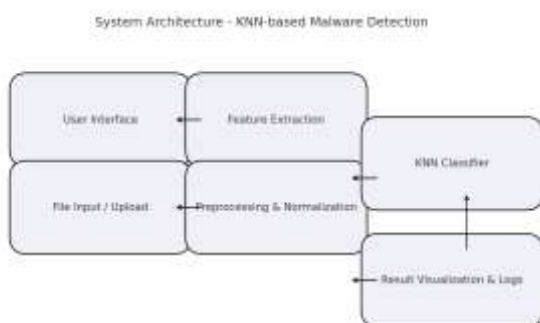 System Architecture - KNN-based Malware Detection
User Interface
Feature Extraction
KNN Classifier
File Input / Upload
Preprocessing & Normalization
Result Visualization & Logs